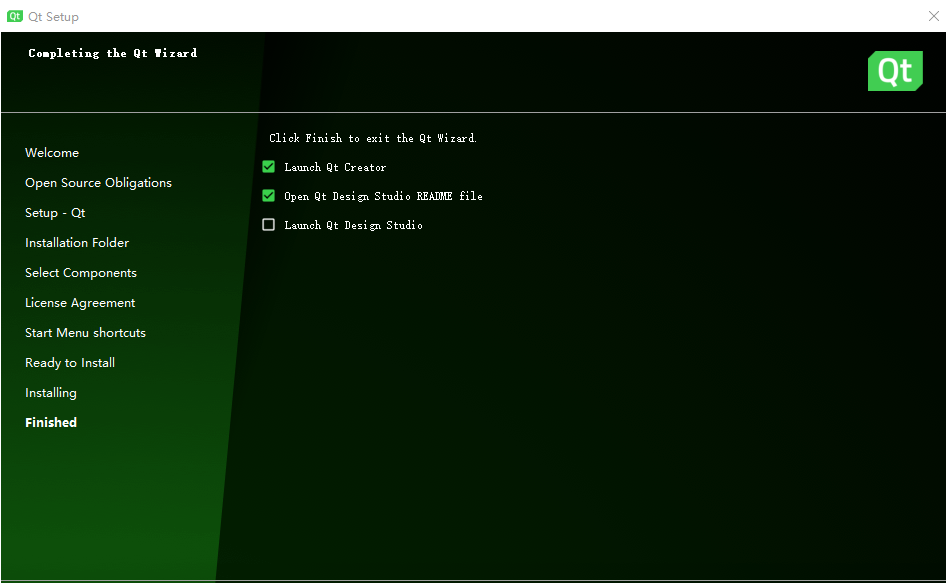 Qt Qt Setup
Completing the Qt Wizard
Qt
Welcome
Open Source Obligations
Setup - Qt
Installation Folder
Select Components
License Agreement
Start Menu shortcuts
Ready to Install
Installing
Finished
Click Finish to exit the Qt Wizard.
Launch Qt Creator
Open Qt Design Studio README file
Launch Qt Design Studio